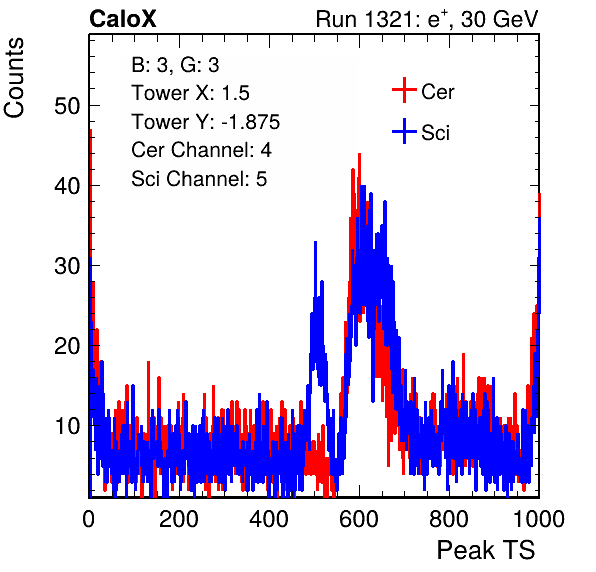 CaloX Run 1321: e⁺, 30 GeV
Counts
B: 3, G: 3
Tower X: 1.5
Tower Y: -1.875
Cer Channel: 4
Sci Channel: 5
Cer
Sci
50
40
30
20
10
0 200 400 600 800 1000
Peak TS